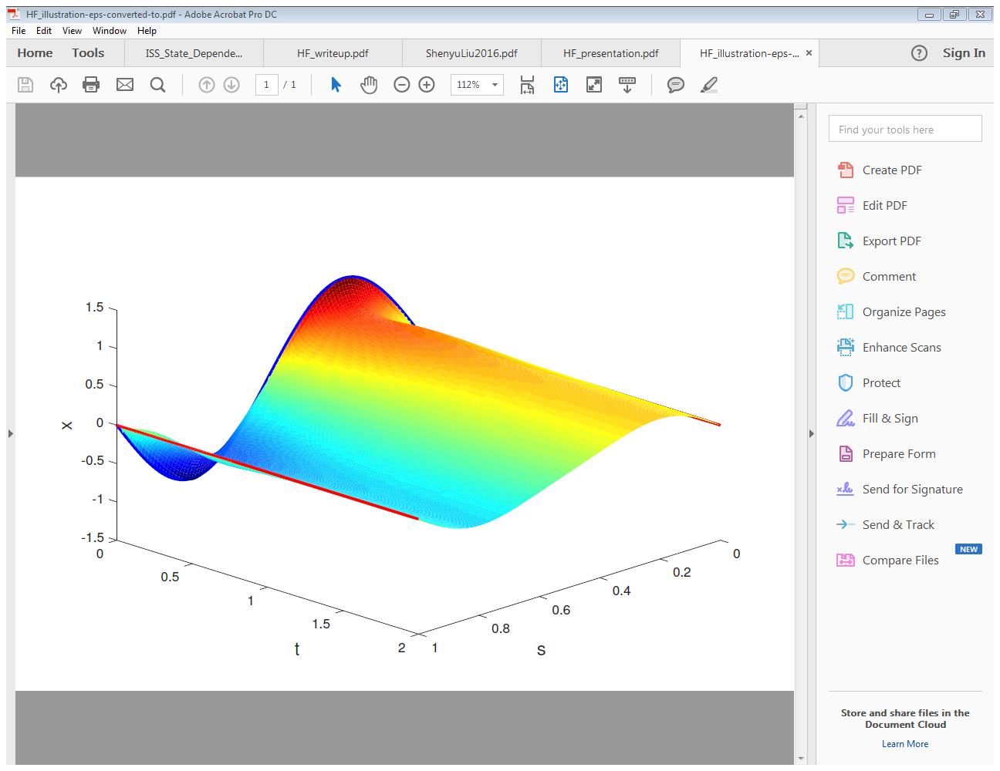 HF_illustration-eps-converted-to.pdf - Adobe Acrobat Pro DC
File Edit View Window Help
Home Tools ISS_State_Depende... HF_writeup.pdf ShenyuLiu2016.pdf HF_presentation.pdf HF_illustration-eps-... × ? Sign In
1 / 1 112%
Find your tools here
Create PDF
Edit PDF
Export PDF
Comment
Organize Pages
Enhance Scans
Protect
Fill & Sign
Prepare Form
Send for Signature
Send & Track
NEW
Compare Files
Store and share files in the
Document Cloud
Learn More
1.5
1
0.5
0
-0.5
-1
-1.5
x
0
0.5
1
1.5
2
t
1
0.8
0.6
0.4
0.2
0
s